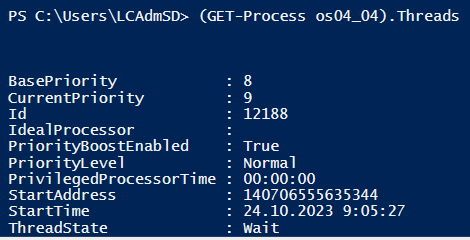 PS C:\Users\LCAdmSD> (GET-Process os04_04).Threads
BasePriority : 8
CurrentPriority : 9
Id : 12188
IdealProcessor :
PriorityBoostEnabled : True
PriorityLevel : Normal
PrivilegedProcessorTime : 00:00:00
StartAddress : 140706555635344
StartTime : 24.10.2023 9:05:27
ThreadState : Wait